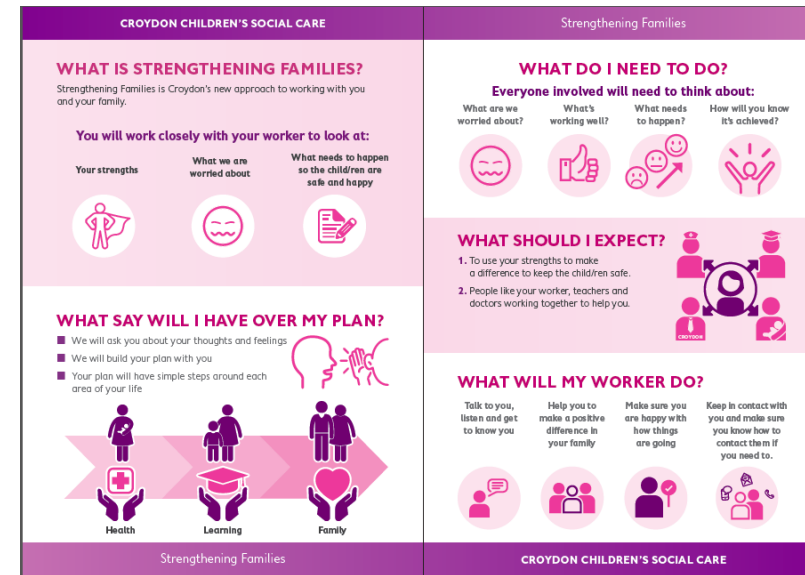 CROYDON CHILDREN'S SOCIAL CARE
WHAT IS STRENGTHENING FAMILIES?
Strengthening Families is Croydon's new approach to working with you
and your family.
You will work closely with your worker to look at:
Your strengths
What we are
worried about
What needs to happen
so the child/ren are
safe and happy
WHAT SAY WILL I HAVE OVER MY PLAN?
We will ask you about your thoughts and feelings
We will build your plan with you
Your plan will have simple steps around each
area of your life
Health
Learning
Family
Strengthening Families
Strengthening Families
WHAT DO I NEED TO DO?
Everyone involved will need to think about:
What are we
worried about?
What's
working well?
What needs
to happen?
How will you know
it's achieved?
WHAT SHOULD I EXPECT?
1. To use your strengths to make
a difference to keep the child/ren safe.
2. People like your worker, teachers and
doctors working together to help you.
CROYDON
WHAT WILL MY WORKER DO?
Talk to you,
listen and get
to know you
Help you to
make a positive
difference in
your family
Make sure you
are happy with
how things
are going
Keep in contact with
you and make sure
you know how to
contact them if
you need to.
CROYDON CHILDREN'S SOCIAL CARE